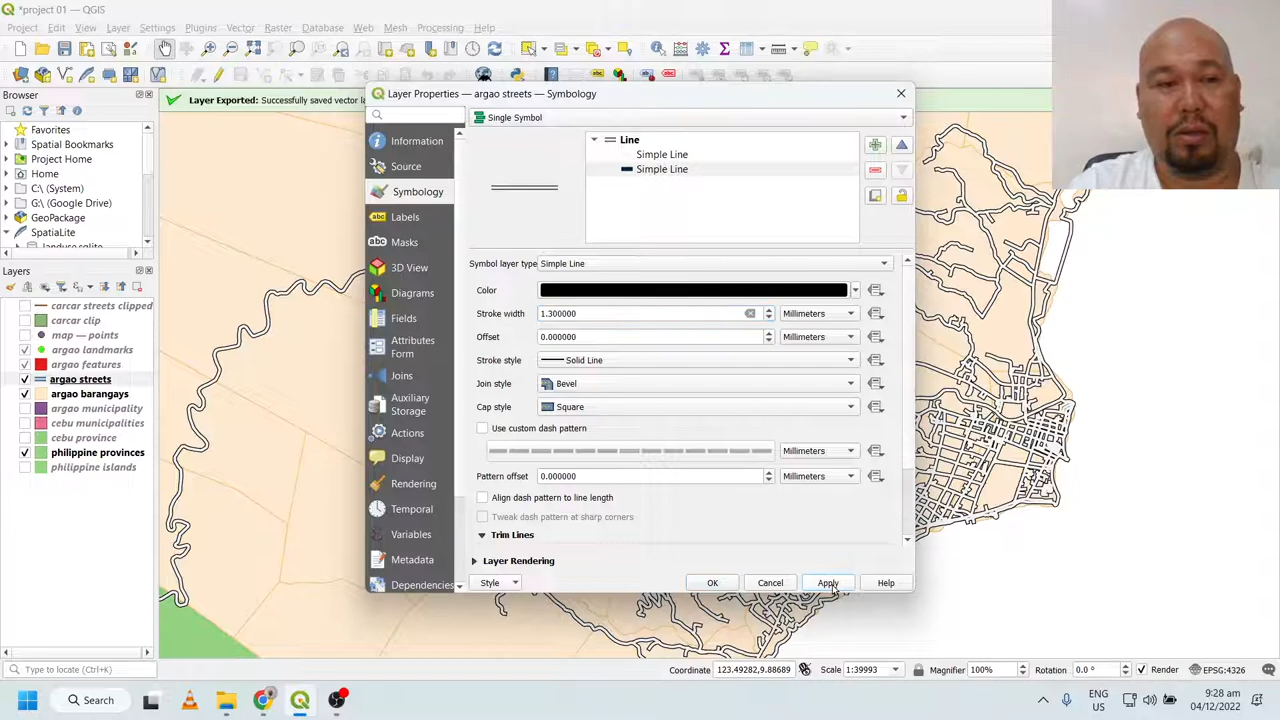 *project 01 — QGIS
Project Edit View Layer Settings Plugins Vector Raster Database Web Mesh Processing Help
Browser
Favorites
Spatial Bookmarks
Project Home
Home
C:\ (System)
G:\ (Google Drive)
GeoPackage
SpatiaLite
landuse.sqlite
Layers
carcar streets clipped
carcar clip
map — points
argao landmarks
argao features
argao streets
argao barangays
argao municipality
cebu municipalities
cebu province
philippine provinces
philippine islands
Layer Exported: Successfully saved vector la
Layer Properties — argao streets — Symbology
Information
Source
Symbology
Labels
Masks
3D View
Diagrams
Fields
Attributes
Form
Joins
Auxiliary
Storage
Actions
Display
Rendering
Temporal
Variables
Metadata
Dependencies
Single Symbol
Line
Simple Line
Simple Line
Symbol layer type Simple Line
Color
Stroke width 1.300000 Millimeters
Offset 0.000000 Millimeters
Stroke style Solid Line
Join style Bevel
Cap style Square
Use custom dash pattern
Millimeters
Pattern offset 0.000000 Millimeters
Align dash pattern to line length
Tweak dash pattern at sharp corners
Trim Lines
Layer Rendering
Style OK Cancel Apply Help
Type to locate (Ctrl+K) Coordinate 123.49282,9.88689 Scale 1:39993 Magnifier 100% Rotation 0.0 ° Render EPSG:4326
Search
ENG
US
9:28 am
04/12/2022